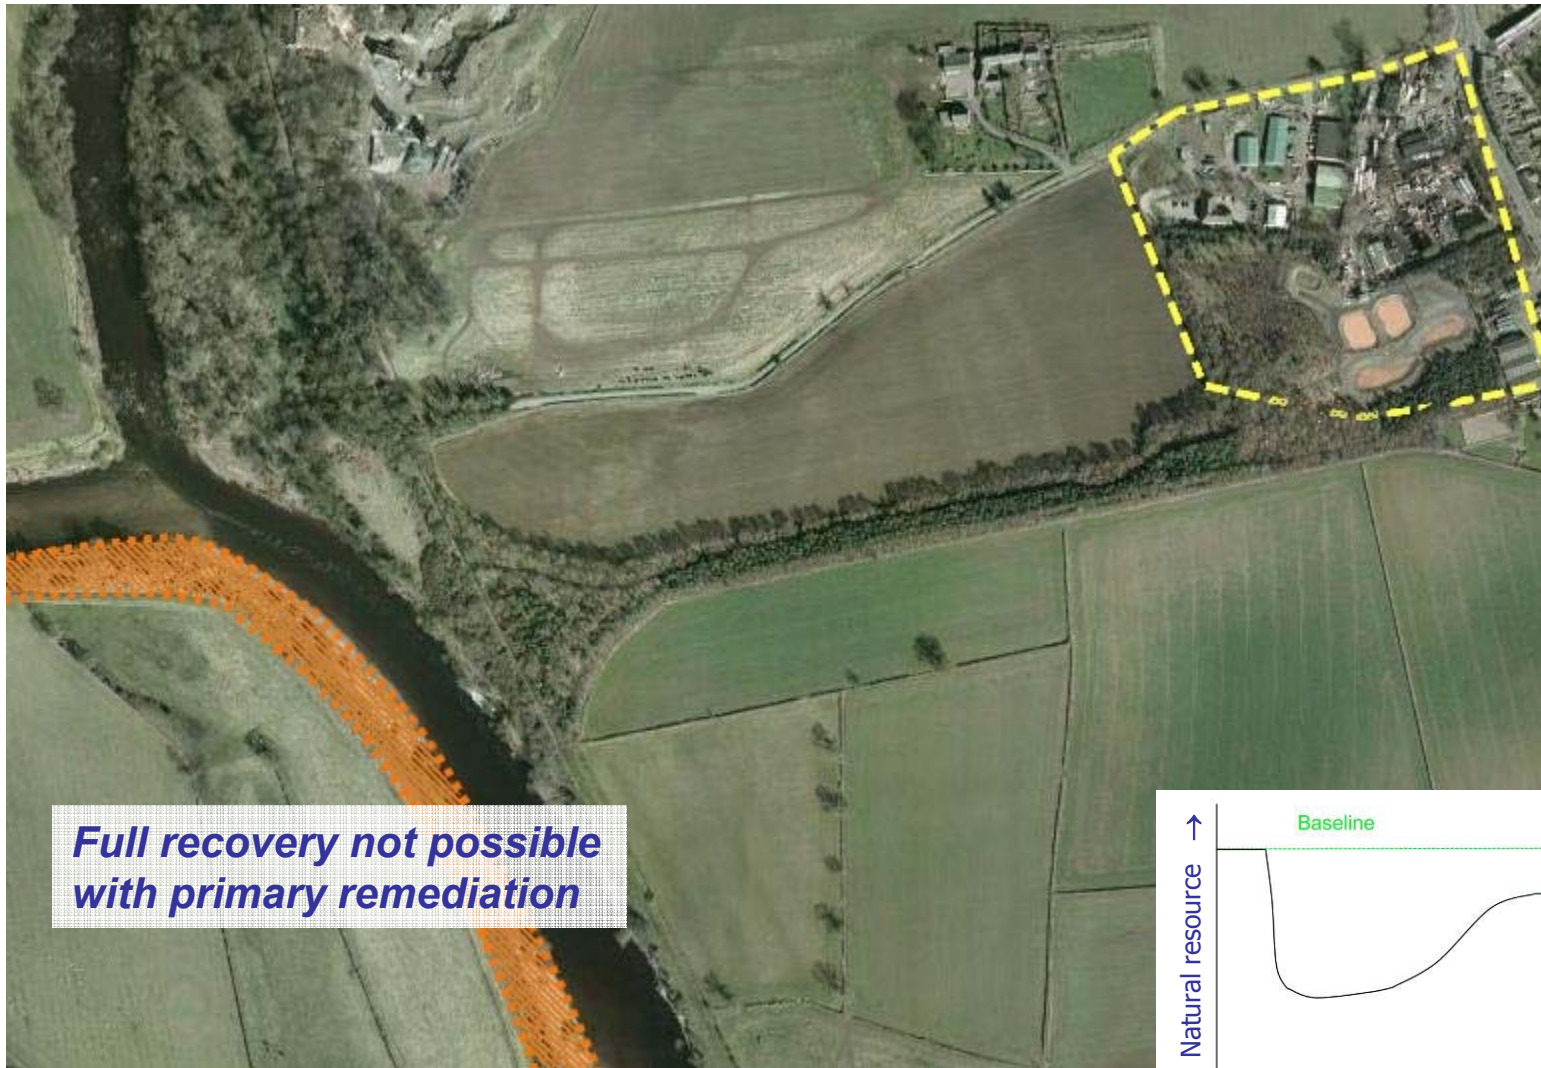 Full recovery not possible
with primary remediation
Baseline
Natural resource →